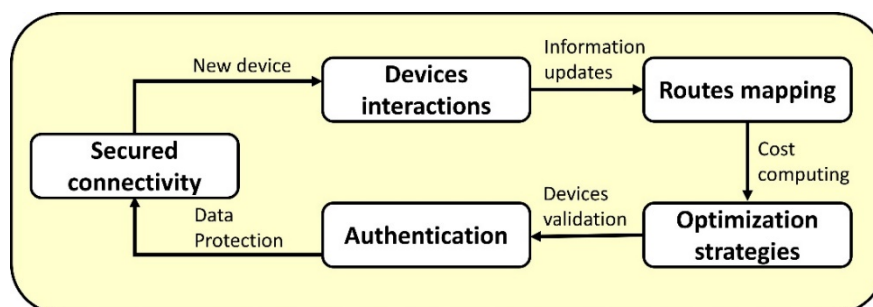 New device
Devices
interactions
Information
updates
Routes mapping
Cost
computing
Optimization
strategies
Devices
validation
Authentication
Data
Protection
Secured
connectivity